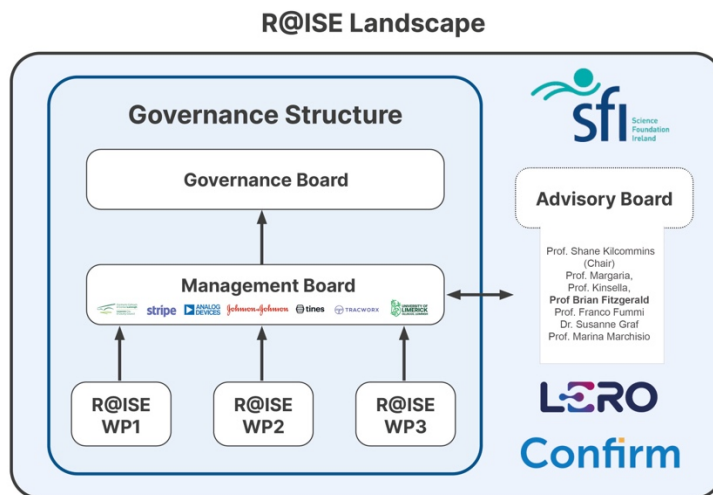 R@ISE Landscape
Governance Structure
Governance Board
Management Board
stripe
ANALOG
DEVICES
Johnson & Johnson
tines
TRACWORX
UNIVERSITY OF
LIMERICK
R@ISE
WP1
R@ISE
WP2
R@ISE
WP3
sfi
Science
Foundation
Ireland
Advisory Board
Prof. Shane Kilcommins
(Chair)
Prof. Margaria,
Prof. Kinsella,
Prof Brian Fitzgerald
Prof. Franco Fummi
Dr. Susanne Graf
Prof. Marina Marchisio
LERO
Confirm